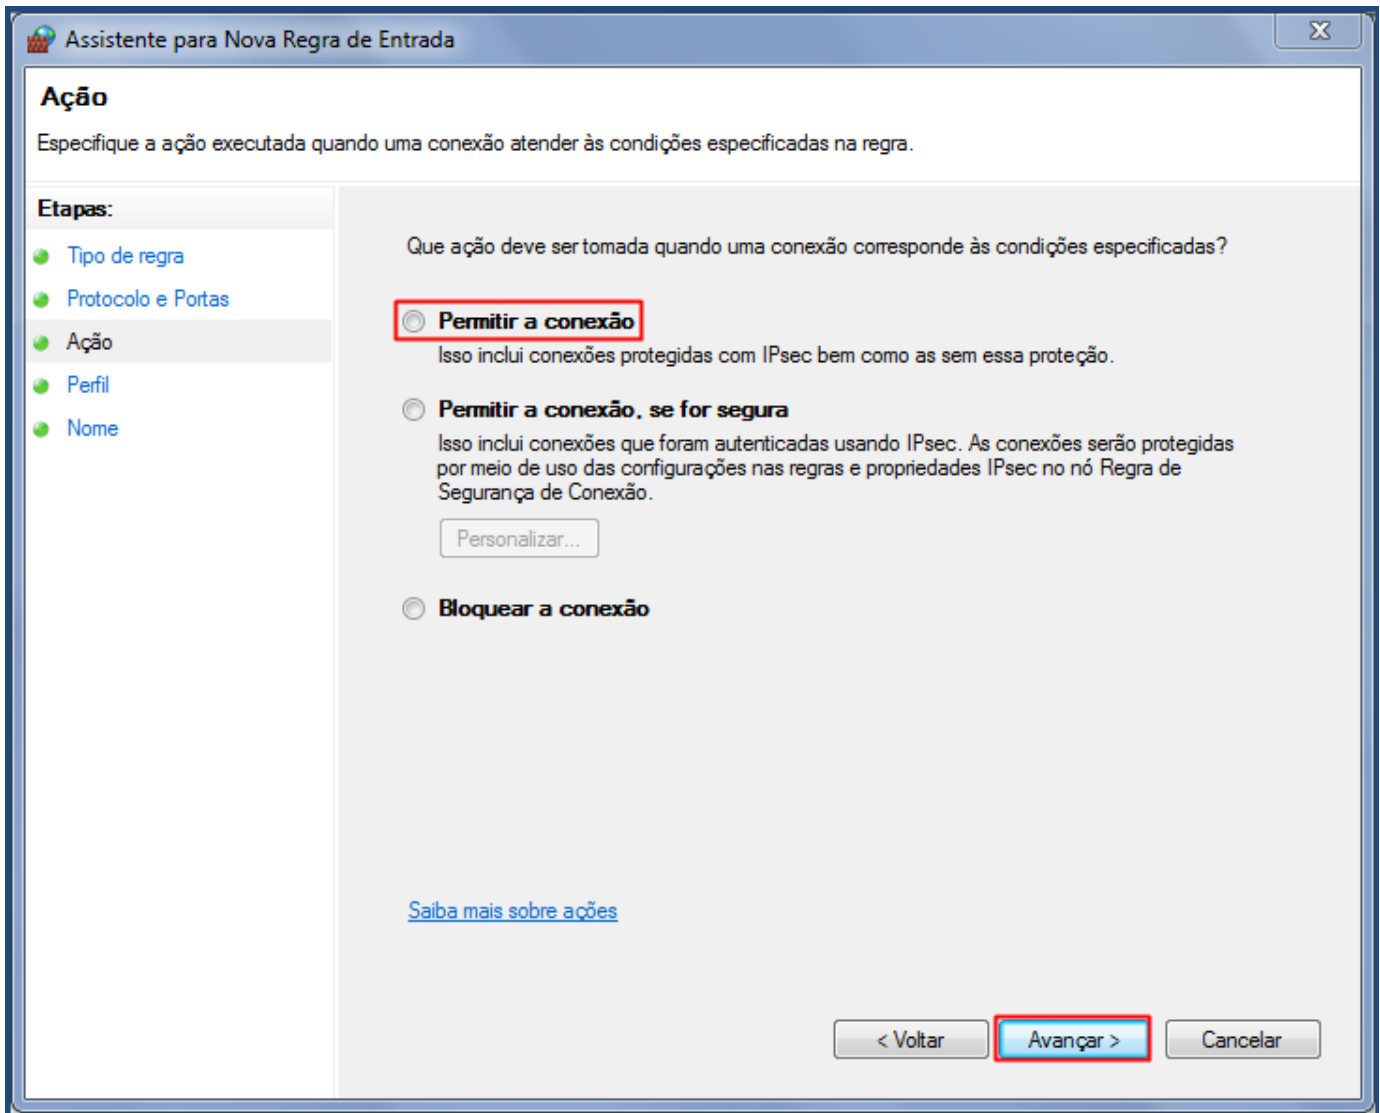 Assistente para Nova Regra de Entrada
Ação
Especifique a ação executada quando uma conexão atender às condições especificadas na regra.
Etapas:
Tipo de regra
Protocolo e Portas
Ação
Perfil
Nome
Que ação deve ser tomada quando uma conexão corresponde às condições especificadas?
Permitir a conexão
Isso inclui conexões protegidas com IPsec bem como as sem essa proteção.
Permitir a conexão, se for segura
Isso inclui conexões que foram autenticadas usando IPsec. As conexões serão protegidas
por meio de uso das configurações nas regras e propriedades IPsec no nó Regra de
Segurança de Conexão.
Personalizar...
Bloquear a conexão
Saiba mais sobre ações
< Voltar
Avançar >
Cancelar